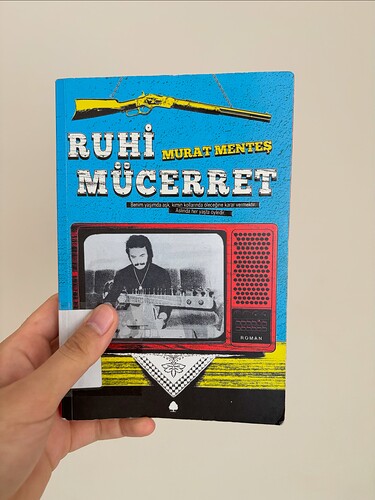 RUHİ
MURAT MENTEŞ
MÜCERRET
Benim yaşımda aşk, kimin kollarında öleceğine karar vermektir.
Aslında her yaşta öyledir.
ROMAN